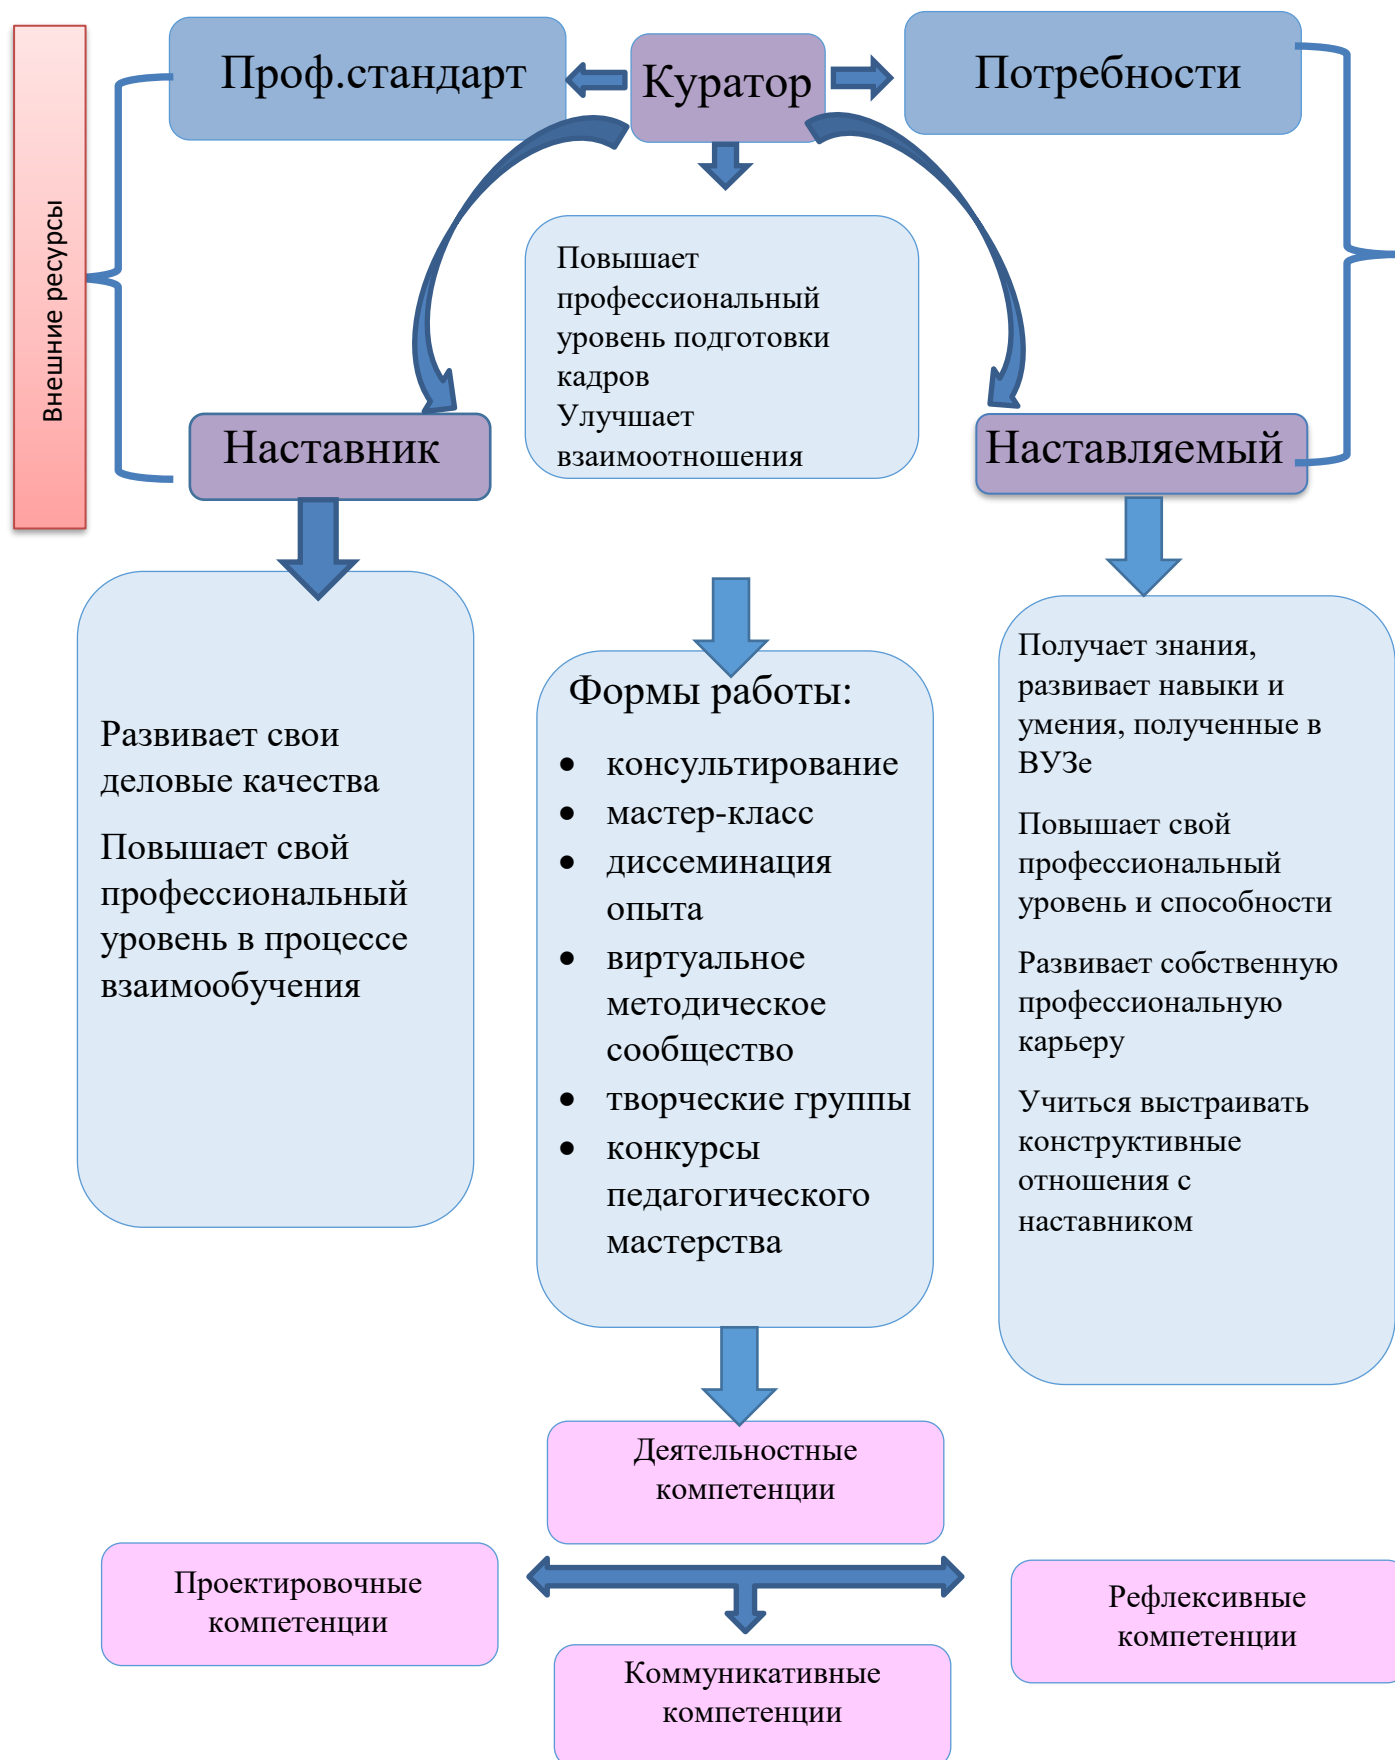 Проф.стандарт
Куратор
Потребности
Внешние ресурсы
Повышает
профессиональный
уровень подготовки
кадров
Улучшает
взаимоотношения
Наставник
Наставляемый
Развивает свои
деловые качества
Повышает свой
профессиональный
уровень в процессе
взаимообучения
Формы работы:
• консультирование
• мастер-класс
• диссеминация
опыта
• виртуальное
методическое
сообщество
• творческие группы
• конкурсы
педагогического
мастерства
Получает знания,
развивает навыки и
умения, полученные в
ВУЗе
Повышает свой
профессиональный
уровень и способности
Развивает собственную
профессиональную
карьеру
Учиться выстраивать
конструктивные
отношения с
наставником
Деятельностные
компетенции
Проектировочные
компетенции
Рефлексивные
компетенции
Коммуникативные
компетенции